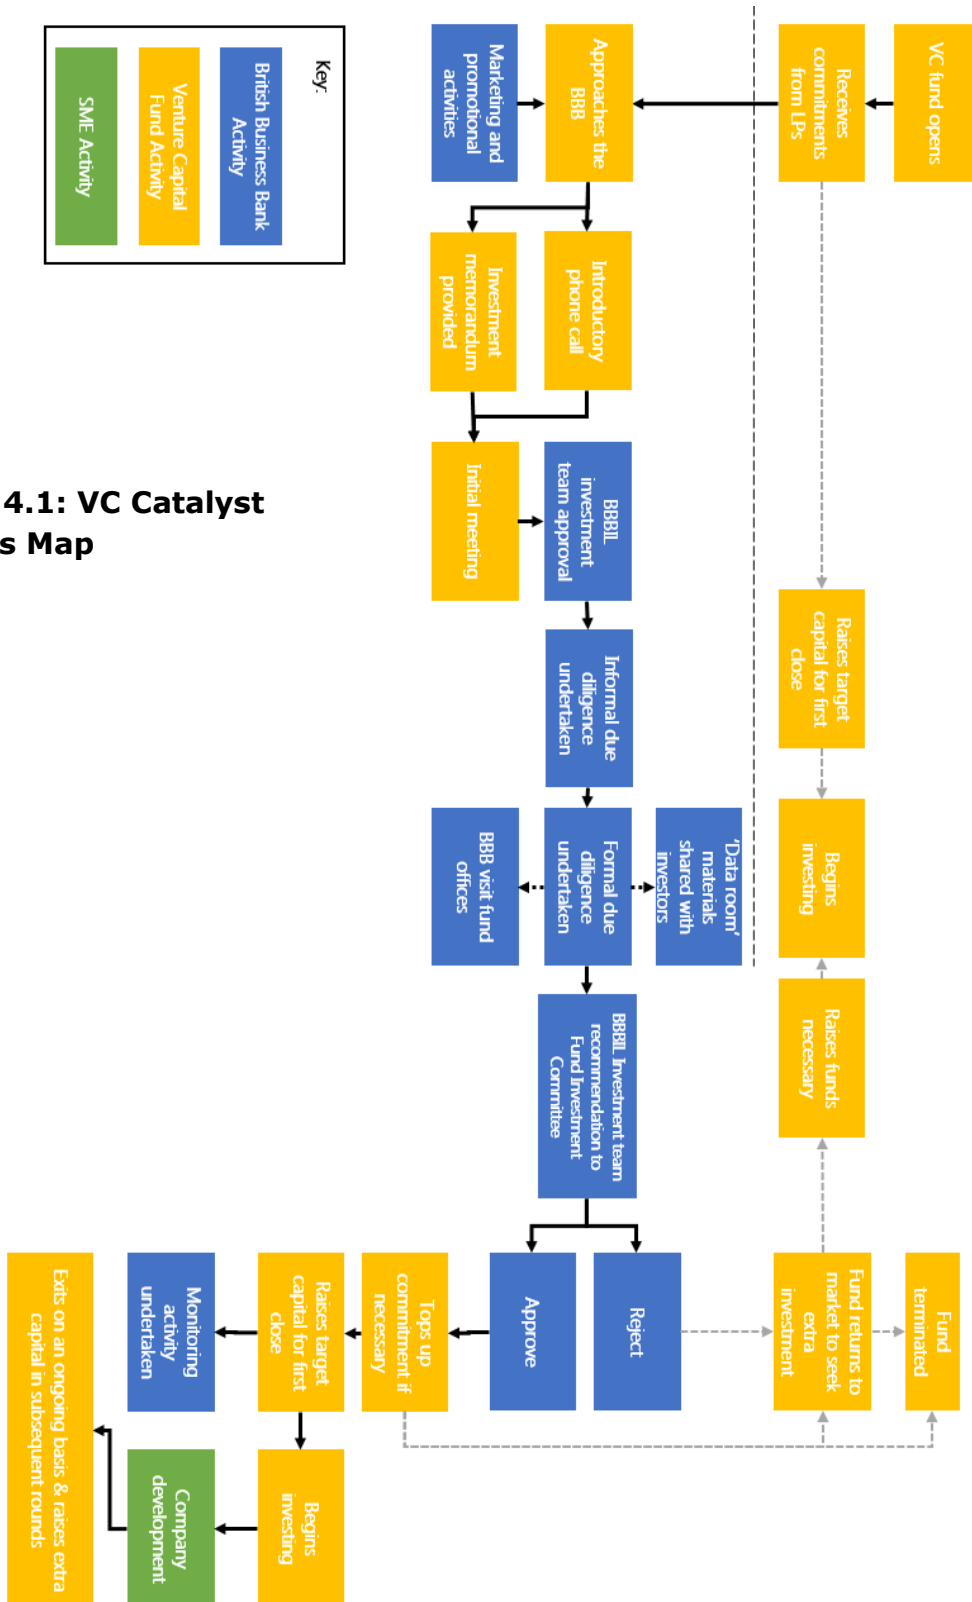 4.1: VC Catalyst
s Map
VC fund opens
Receives
commitments
from LPs
Raises target
capital for first
close
Begins
investing
Raises funds
necessary
Fund returns to
market to seek
extra
investment
Fund
terminated
Approaches the
BBB
Marketing and
promotional
activities
Introductory
phone call
Investment
memorandum
provided
Initial meeting
BBBIL
investment
team approval
Informal due
diligence
undertaken
'Data room'
materials
shared with
investors
Formal due
diligence
undertaken
BBB visit fund
offices
BBBIL Investment team
recommendation to
Fund Investment
Committee
Reject
Approve
Tops up
commitment if
necessary
Raises target
capital for first
close
Monitoring
activity
undertaken
Begins
investing
Company
development
Exits on an ongoing basis & raises extra
capital in subsequent rounds
Key:
British Business Bank
Activity
Venture Capital
Fund Activity
SME Activity